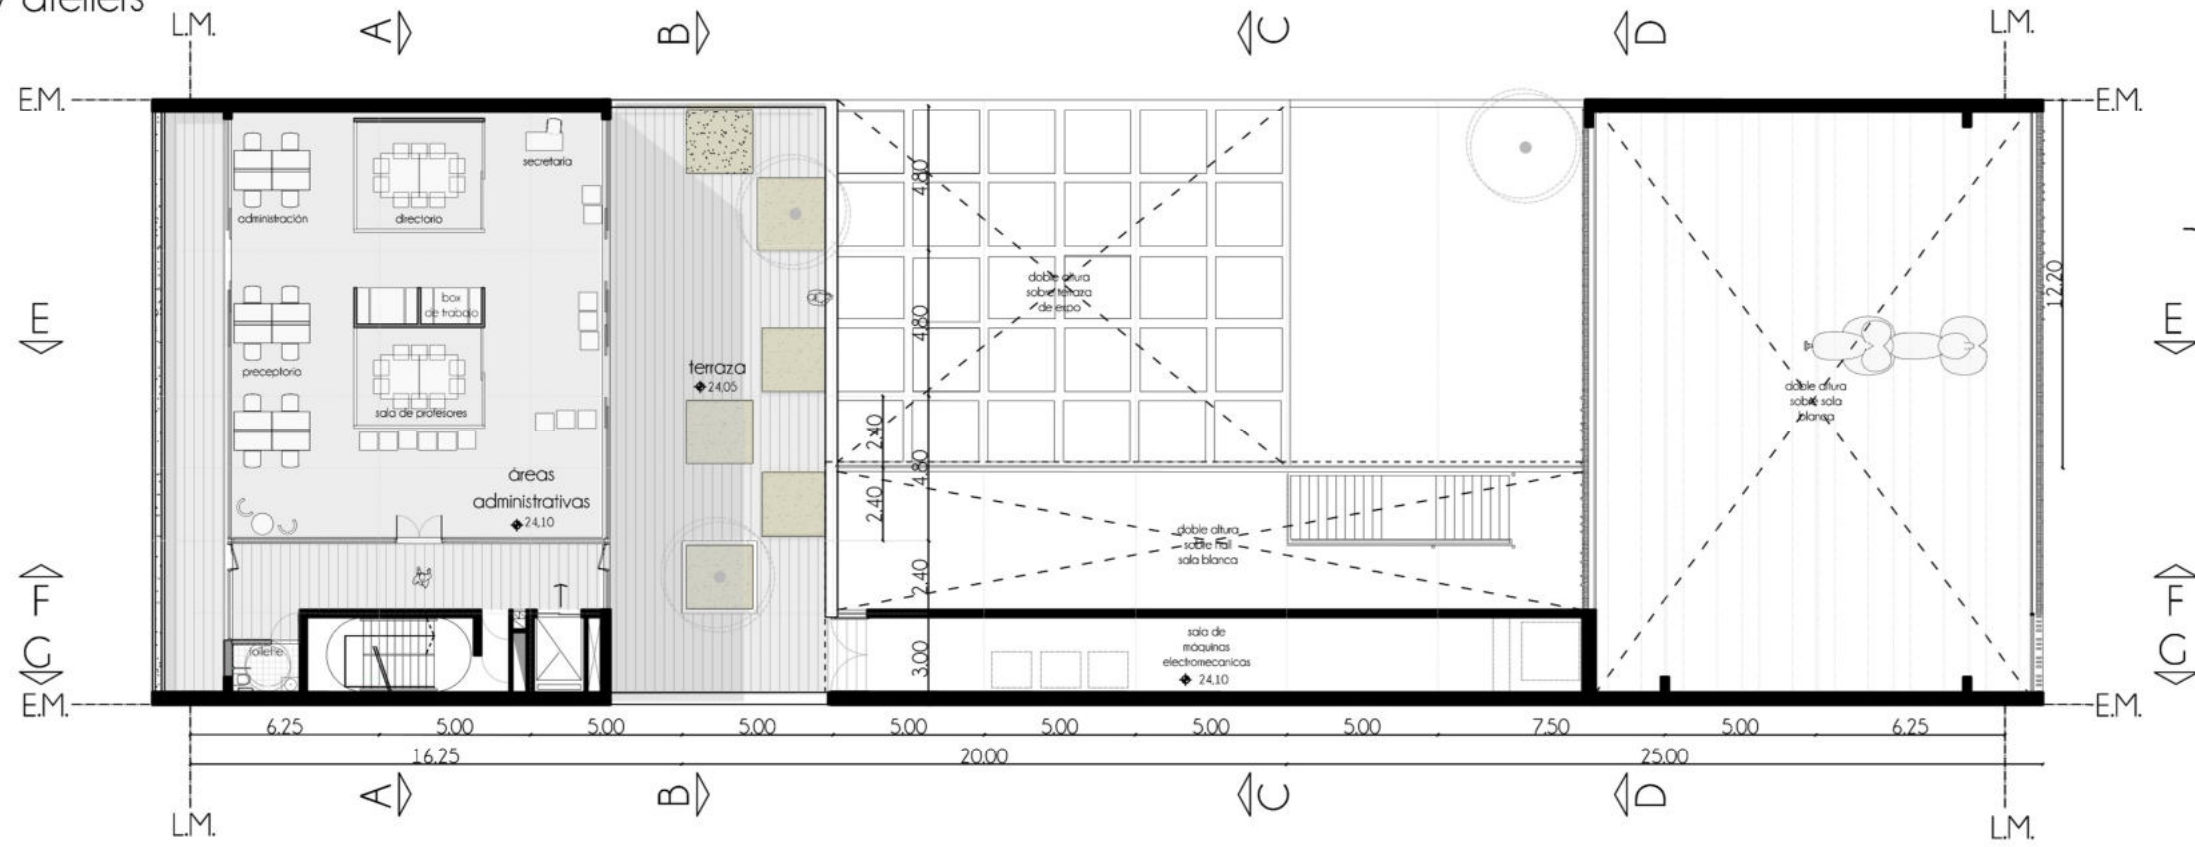 y ateliers
L.M.
A
B
C
D
L.M.
E.M.
E.M.
secretaria
administración
directorio
4.80
doble altura
sobre terraza
de expo
12.20
box
de trabajo
E
E
4.80
preceptoria
terraza
24.05
doble altura
sobre sala
blanca
sala de profesores
2.40
4.80
áreas
administrativas
24.10
2.40
doble altura
sobre hall
sala blanca
2.40
F
F
toilette
sala de
máquinas
electromecanicas
24.10
3.00
G
G
E.M.
E.M.
6.25
5.00
5.00
5.00
5.00
5.00
5.00
5.00
7.50
5.00
6.25
16.25
20.00
25.00
A
B
C
D
L.M.
L.M.